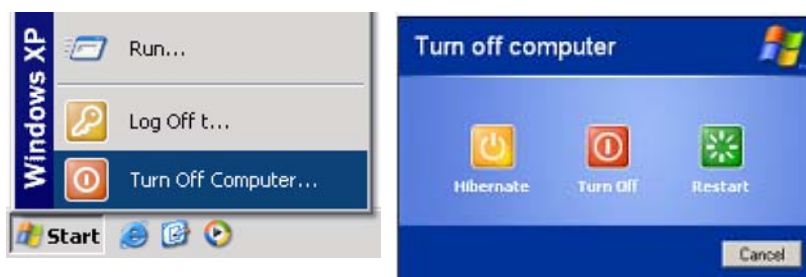 Windows XP
Run...
Log Off t...
Turn Off Computer...
Start
Turn off computer
Hibernate
Turn Off
Restart
Cancel